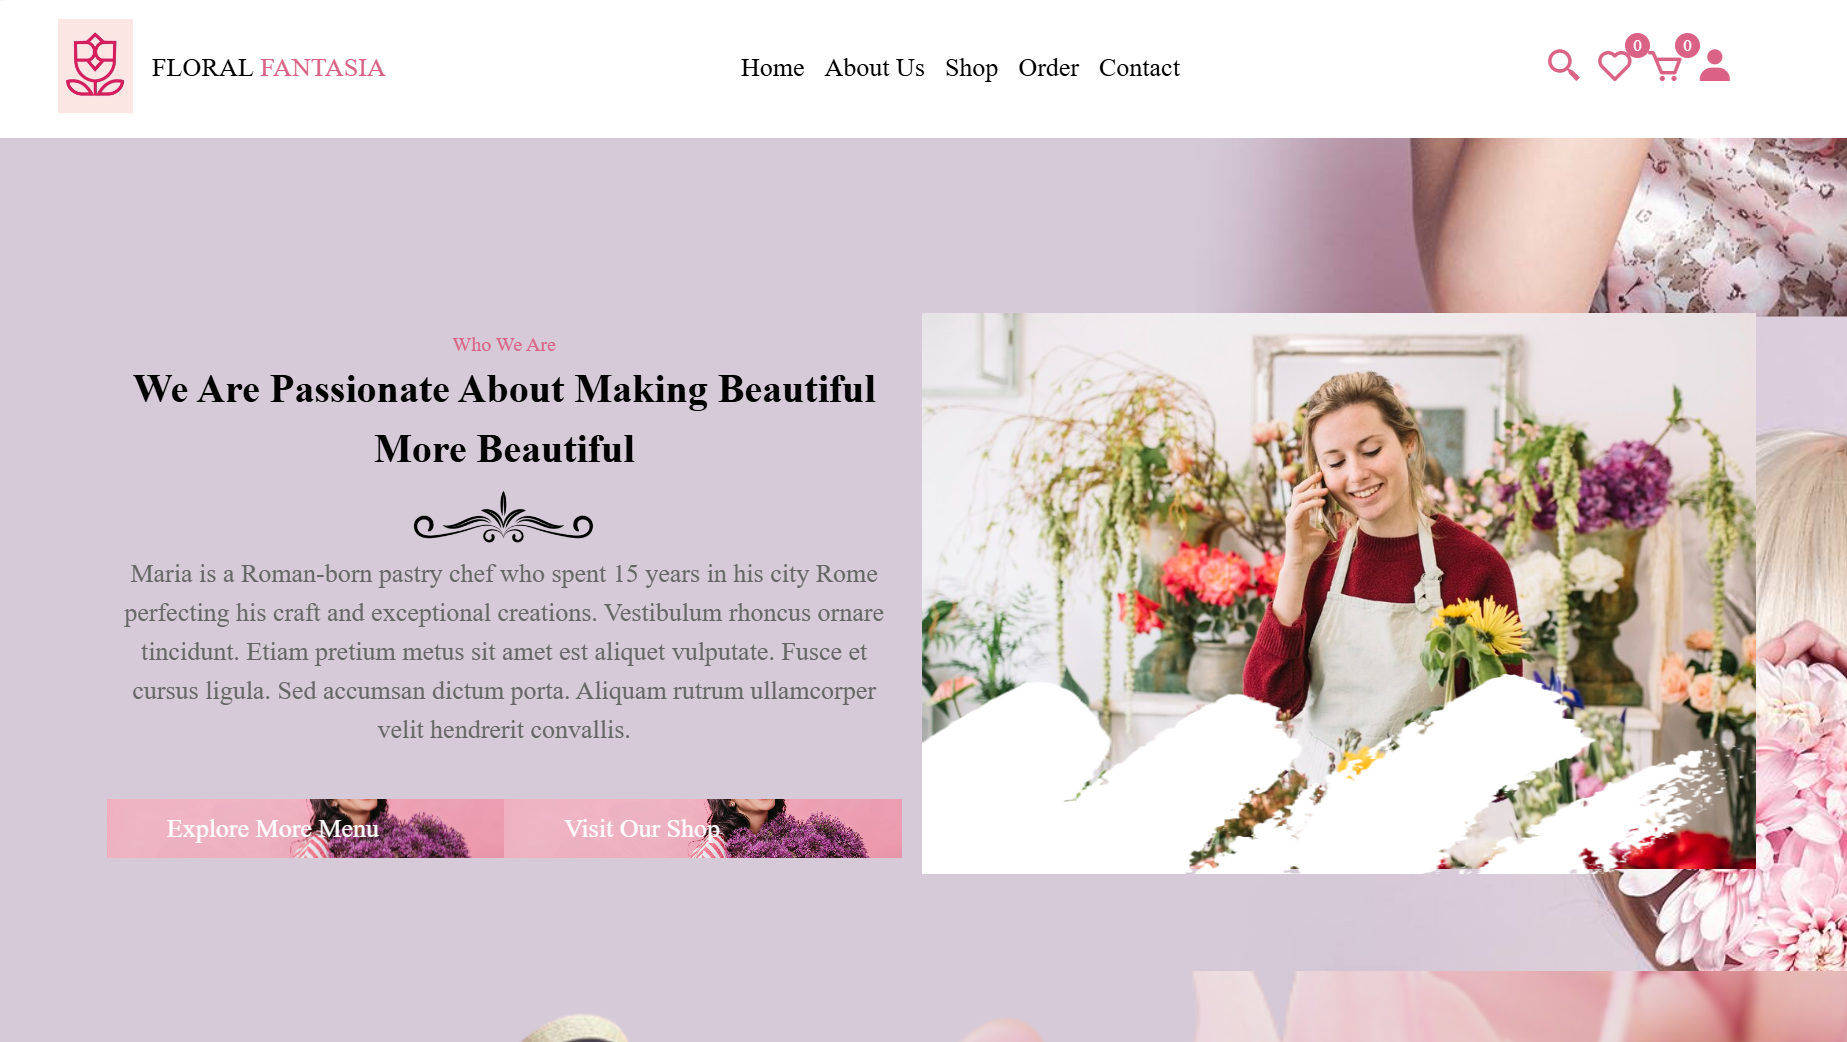 FLORAL FANTASIA
Home About Us Shop Order Contact
0 0
Who We Are
We Are Passionate About Making Beautiful
More Beautiful
Maria is a Roman-born pastry chef who spent 15 years in his city Rome
perfecting his craft and exceptional creations. Vestibulum rhoncus ornare
tincidunt. Etiam pretium metus sit amet est aliquet vulputate. Fusce et
cursus ligula. Sed accumsan dictum porta. Aliquam rutrum ullamcorper
velit hendrerit convallis.
Explore More Menu
Visit Our Shop